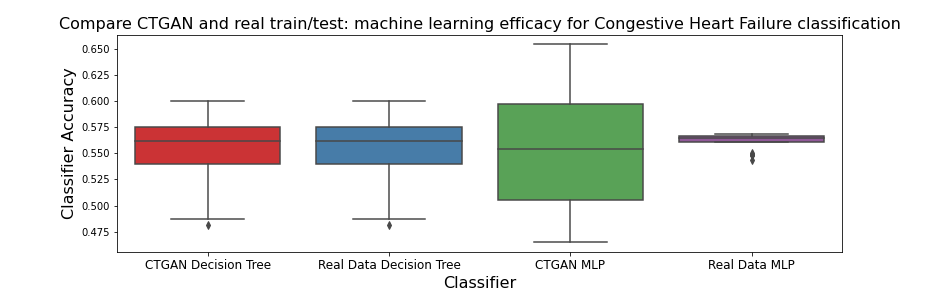 Compare CTGAN and real train/test: machine learning efficacy for Congestive Heart Failure classification
0.650
0.625
0.600
0.575
0.550
0.525
0.500
0.475
Classifier Accuracy
CTGAN Decision Tree
Real Data Decision Tree
CTGAN MLP
Real Data MLP
Classifier